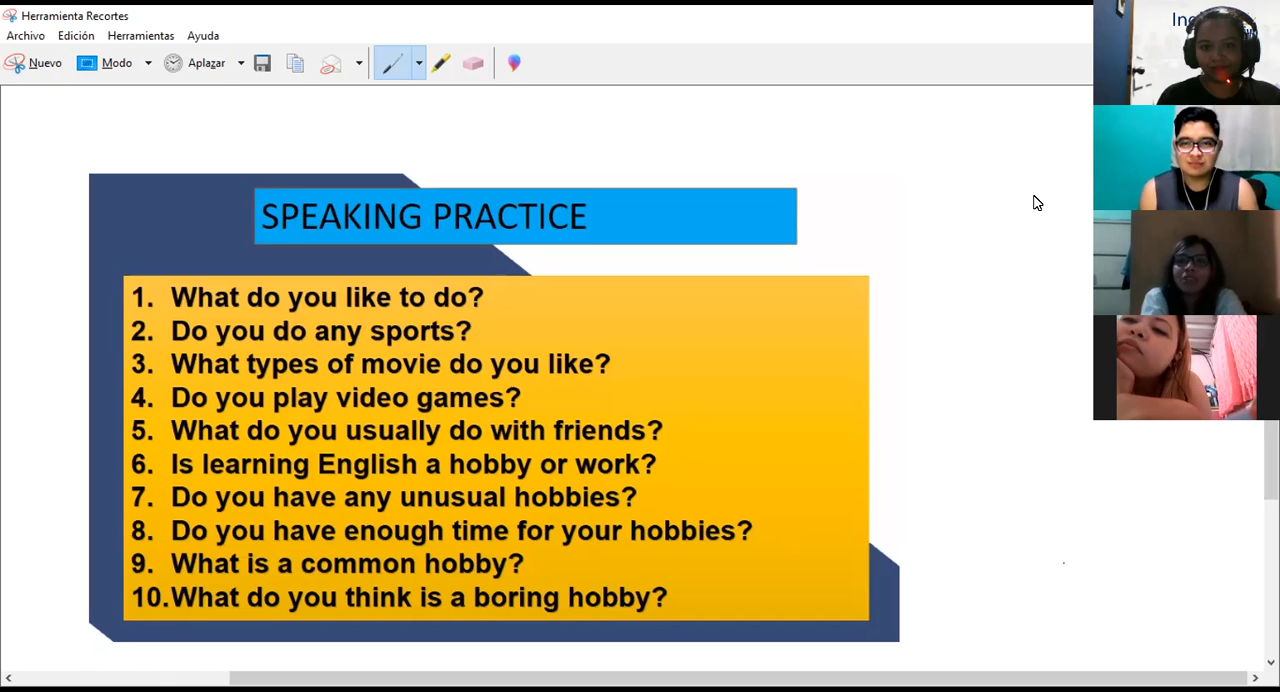 Herramienta Recortes
Archivo Edición Herramientas Ayuda
Nuevo Modo Aplazar
SPEAKING PRACTICE
1. What do you like to do?
2. Do you do any sports?
3. What types of movie do you like?
4. Do you play video games?
5. What do you usually do with friends?
6. Is learning English a hobby or work?
7. Do you have any unusual hobbies?
8. Do you have enough time for your hobbies?
9. What is a common hobby?
10.What do you think is a boring hobby?